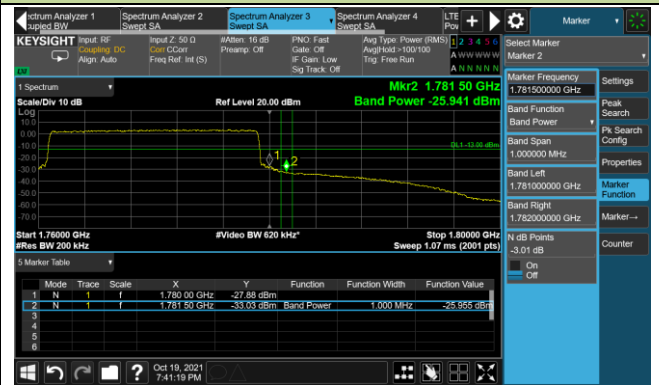 ctrum Analyzer 1
Swept SA
Spectrum Analyzer 2
Swept SA
Spectrum Analyzer 3
Swept SA
Spectrum Analyzer 4
Swept SA
LTE
Pow
Marker
KEYSIGHT
Input: RF
Coupling: DC
Align: Auto
Input Z: 50 Ω
Corr CCorr
Freq Ref: Int (S)
#Atten: 16 dB
Preamp: Off
PNO: Fast
Gate: Off
IF Gain: Low
Sig Track: Off
Avg Type: Power (RMS)
Avg|Hold:>100/100
Trig: Free Run
1 2 3 4 5 6
A W W W W W
A N N N N N
LXI
1 Spectrum
Scale/Div 10 dB
Log
Ref Level 20.00 dBm
Mkr2 1.781 50 GHz
Band Power -25.941 dBm
10.0
0.00
-10.0
-20.0
-30.0
-40.0
-50.0
-60.0
-70.0
DL1 -13.00 dBm
1
2
Start 1.76000 GHz
#Res BW 200 kHz
#Video BW 620 kHz*
Stop 1.80000 GHz
Sweep 1.07 ms (2001 pts)
5 Marker Table
Mode Trace Scale X Y Function Function Width Function Value
1 N 1 f 1.780 00 GHz -27.88 dBm
2 N 1 f 1.781 50 GHz -33.03 dBm Band Power 1.000 MHz -25.955 dBm
3
4
5
6
Select Marker
Marker 2
Marker Frequency
1.781500000 GHz
Band Function
Band Power
Band Span
1.000000 MHz
Band Left
1.781000000 GHz
Band Right
1.782000000 GHz
N dB Points
-3.01 dB
On
Off
Settings
Peak
Search
Pk Search
Config
Properties
Marker
Function
Marker→
Counter
?
Oct 19, 2021
7:41:19 PM